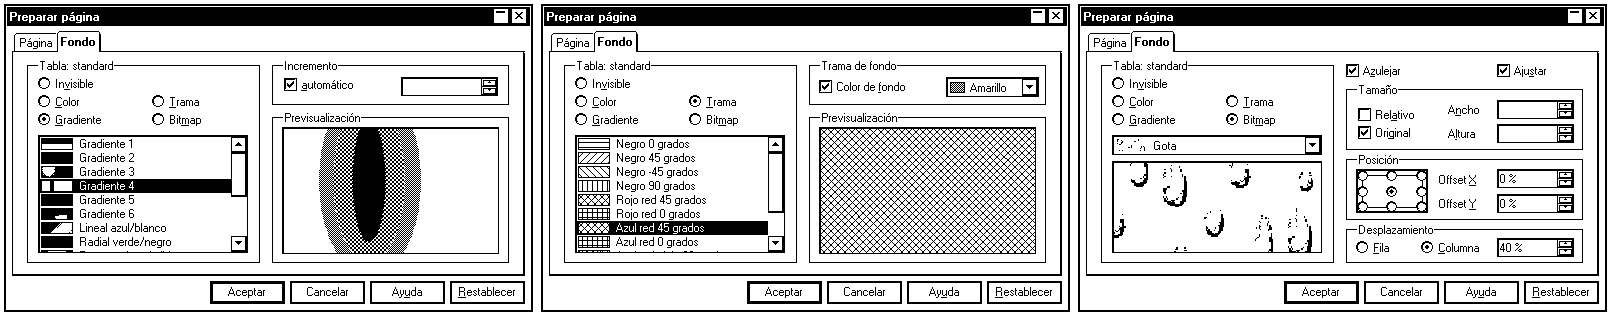 Preparar página
Página Fondo
Tabla: standard
Invisible
Color Trama
Gradiente Bitmap
Gradiente 1
Gradiente 2
Gradiente 3
Gradiente 4
Gradiente 5
Gradiente 6
Lineal azul/blanco
Radial verde/negro
Incremento
automático
Previsualización
Aceptar Cancelar Ayuda Restablecer
Preparar página
Página Fondo
Tabla: standard
Invisible
Color Trama
Gradiente Bitmap
Negro 0 grados
Negro 45 grados
Negro -45 grados
Negro 90 grados
Rojo red 45 grados
Rojo red 0 grados
Azul red 45 grados
Azul red 0 grados
Trama de fondo
Color de fondo Amarillo
Previsualización
Aceptar Cancelar Ayuda Restablecer
Preparar página
Página Fondo
Tabla: standard
Invisible
Color Trama
Gradiente Bitmap
Gota
Azulejar Ajustar
Tamaño
Relativo Ancho
Original Altura
Posición
Offset X 0 %
Offset Y 0 %
Desplazamiento
Fila Columna 40 %
Aceptar Cancelar Ayuda Restablecer